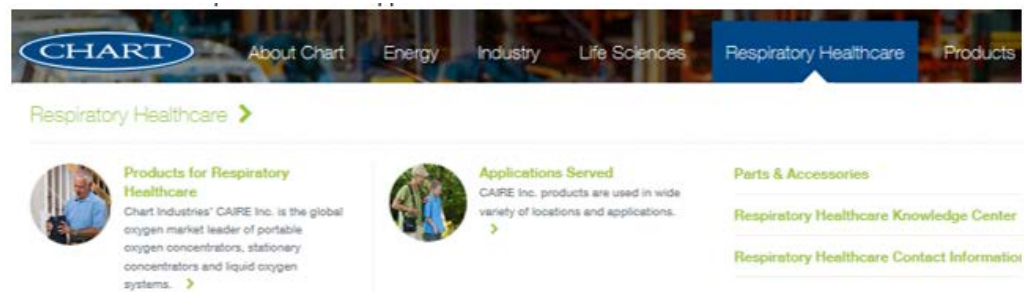 CHART
About Chart
Energy
Industry
Life Sciences
Respiratory Healthcare
Products
Respiratory Healthcare
Products for Respiratory
Healthcare
Chart Industries' CAIRE Inc. is the global
oxygen market leader of portable
oxygen concentrators, stationary
concentrators and liquid oxygen
systems.
Applications Served
CAIRE Inc. products are used in wide
variety of locations and applications.
Parts & Accessories
Respiratory Healthcare Knowledge Center
Respiratory Healthcare Contact Information